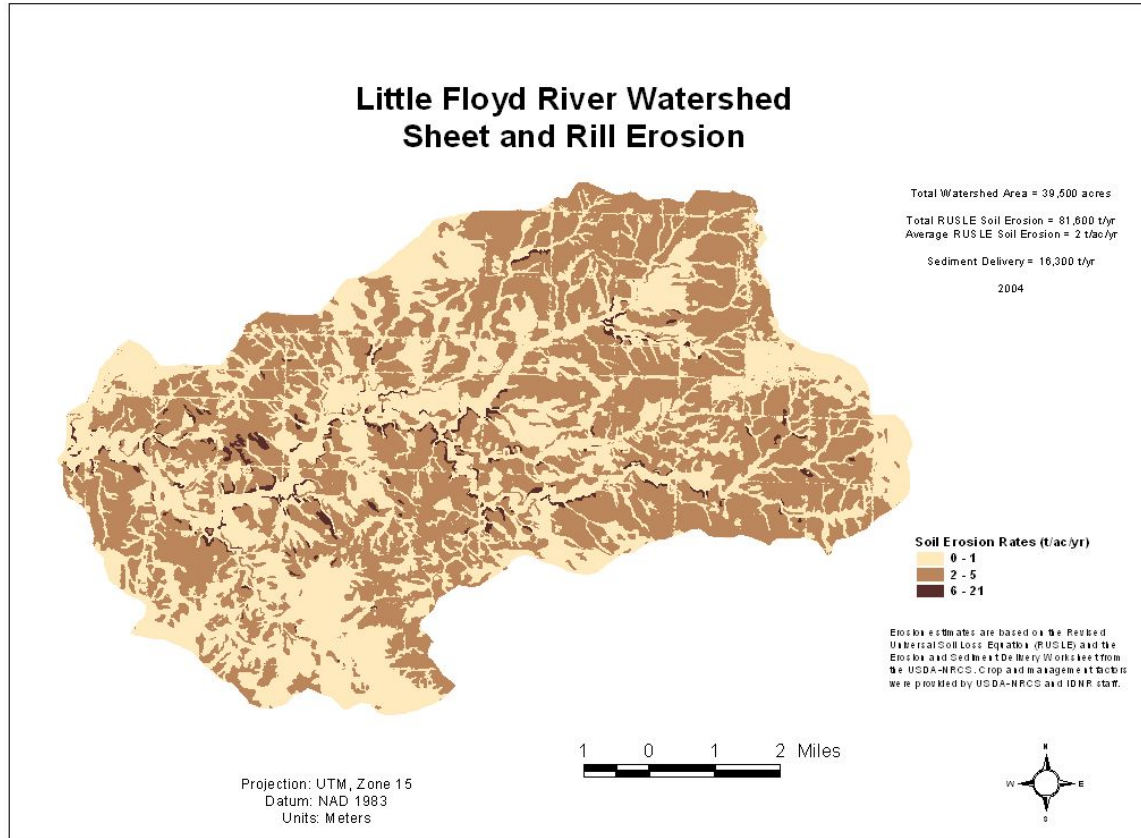 Little Floyd River Watershed
Sheet and Rill Erosion
Total Watershed Area = 39,500 acres
Total RUSLE Soil Erosion = 81,600 t/yr
Average RUSLE Soil Erosion = 2 t/ac/yr
Sediment Delivery = 16,300 t/yr
2004
Soil Erosion Rates (t/ac/yr)
0 - 1
2 - 5
6 - 21
Erosion estimates are based on the Revised
Universal Soil Loss Equation (RUSLE) and the
Erosion and Sediment Delivery Worksheet from
the USDA-NRCS. Crop and management factors
were provided by USDA-NRCS and IDNR staff.
1 0 1 2 Miles
N
W E
S
Projection: UTM, Zone 15
Datum: NAD 1983
Units: Meters